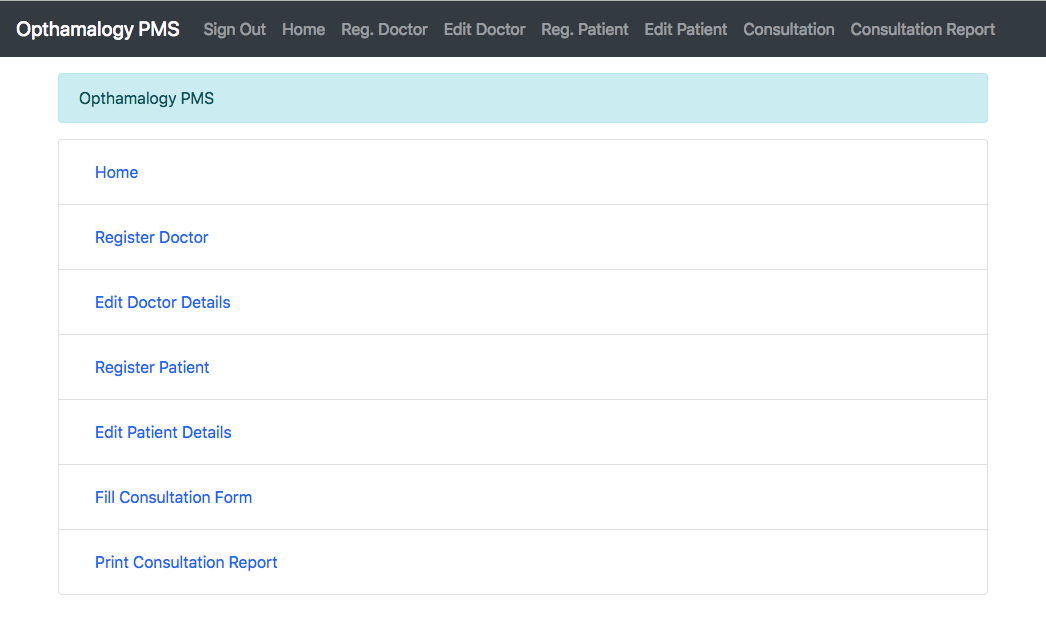 Opthamalogy PMS Sign Out Home Reg. Doctor Edit Doctor Reg. Patient Edit Patient Consultation Consultation Report
Opthamalogy PMS
Home
Register Doctor
Edit Doctor Details
Register Patient
Edit Patient Details
Fill Consultation Form
Print Consultation Report